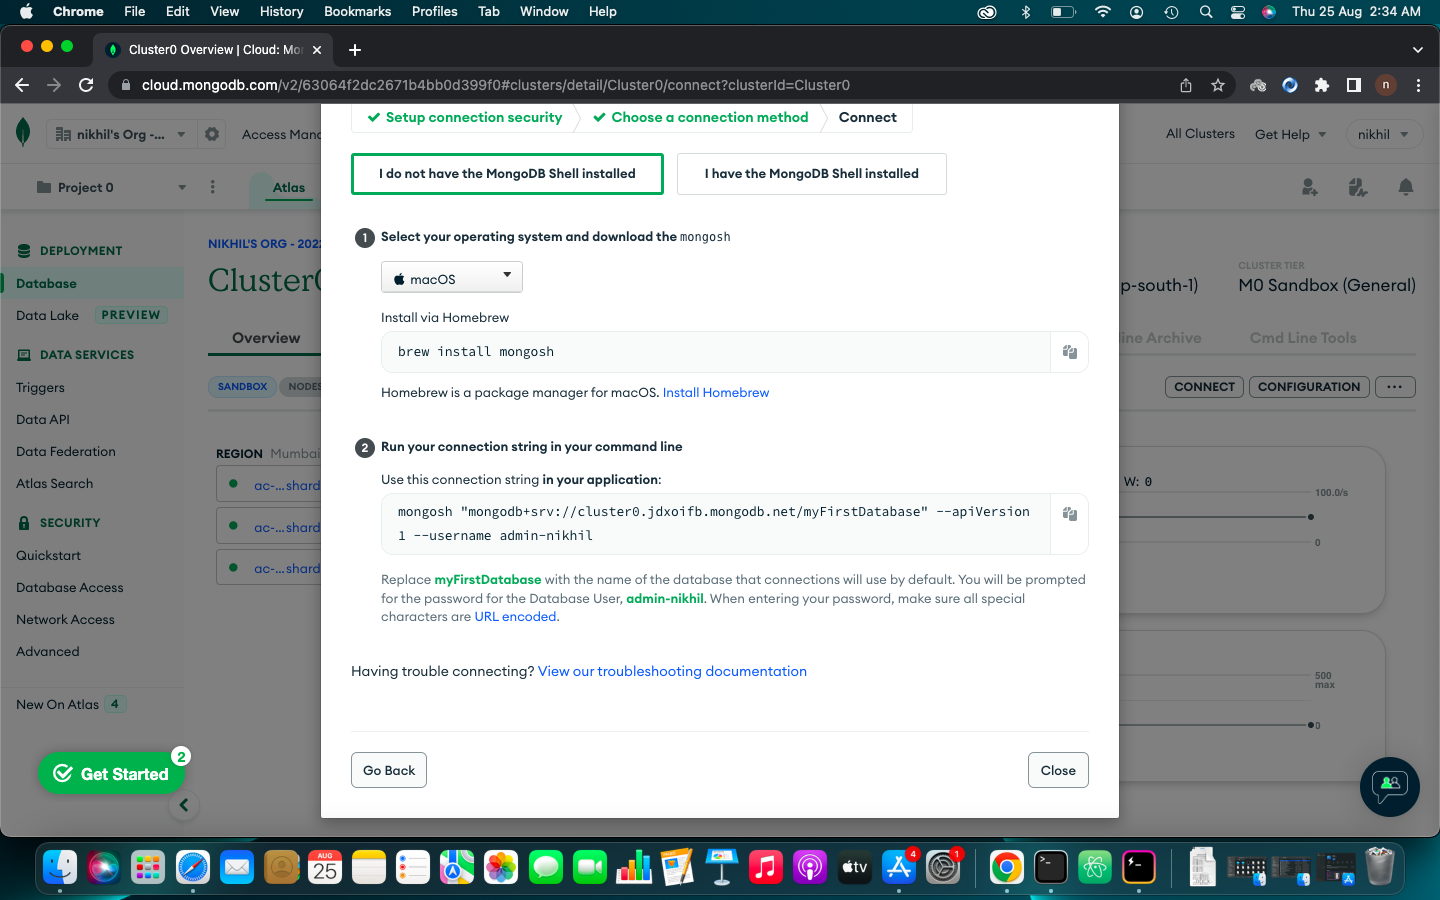 Chrome File Edit View History Bookmarks Profiles Tab Window Help Thu 25 Aug 2:34 AM
Cluster0 Overview | Cloud: Mo
cloud.mongodb.com/v2/63064f2dc2671b4bb0d399f0#clusters/detail/Cluster0/connect?clusterId=Cluster0
n
Setup connection security Choose a connection method Connect
nikhil's Org -... Access Mana All Clusters Get Help nikhil
I do not have the MongoDB Shell installed I have the MongoDB Shell installed
Project 0 Atlas
1 Select your operating system and download the mongosh
DEPLOYMENT NIKHIL'S ORG - 2022
Database Cluster0 macOS CLUSTER TIER
p-south-1) M0 Sandbox (General)
Data Lake PREVIEW Install via Homebrew
Overview brew install mongosh line Archive Cmd Line Tools
DATA SERVICES
Triggers SANDBOX NODES Homebrew is a package manager for macOS. Install Homebrew CONNECT CONFIGURATION ...
Data API
Data Federation REGION Mumbai 2 Run your connection string in your command line
Atlas Search ac-...shard Use this connection string in your application: W: 0
100.0/s
SECURITY ac-...shard mongosh "mongodb+srv://cluster0.jdxoifb.mongodb.net/myFirstDatabase" --apiVersion
1 --username admin-nikhil 0
Quickstart ac-...shard
Database Access Replace myFirstDatabase with the name of the database that connections will use by default. You will be prompted
for the password for the Database User, admin-nikhil. When entering your password, make sure all special
Network Access characters are URL encoded.
Advanced
Having trouble connecting? View our troubleshooting documentation 500
max
New On Atlas 4
0
2
Get Started Go Back Close
AUG
25
tv
4
1